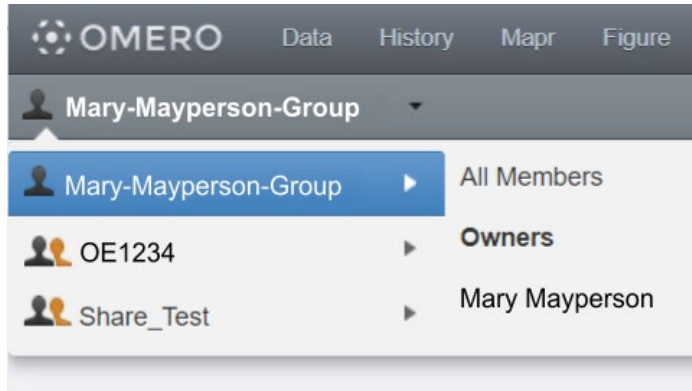 OMERO Data History Mapr Figure
Mary-Mayperson-Group
Mary-Mayperson-Group All Members
OE1234 Owners
Share_Test Mary Mayperson